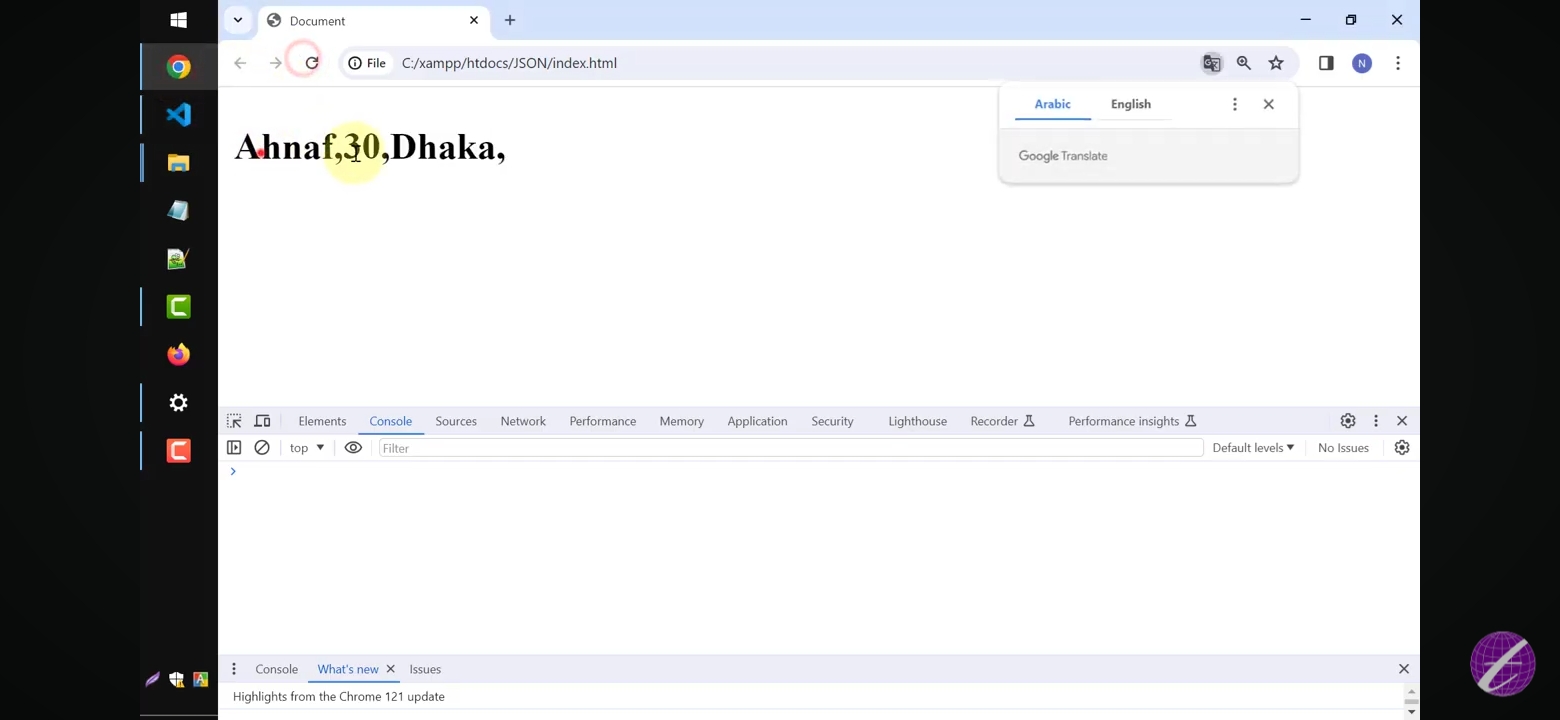 Document
File
C:/xampp/htdocs/JSON/index.html
N
Arabic English
Google Translate
Ahnaf,30,Dhaka,
Elements Console Sources Network Performance Memory Application Security Lighthouse Recorder Performance insights
top Filter Default levels No Issues
Console What's new Issues
Highlights from the Chrome 121 update